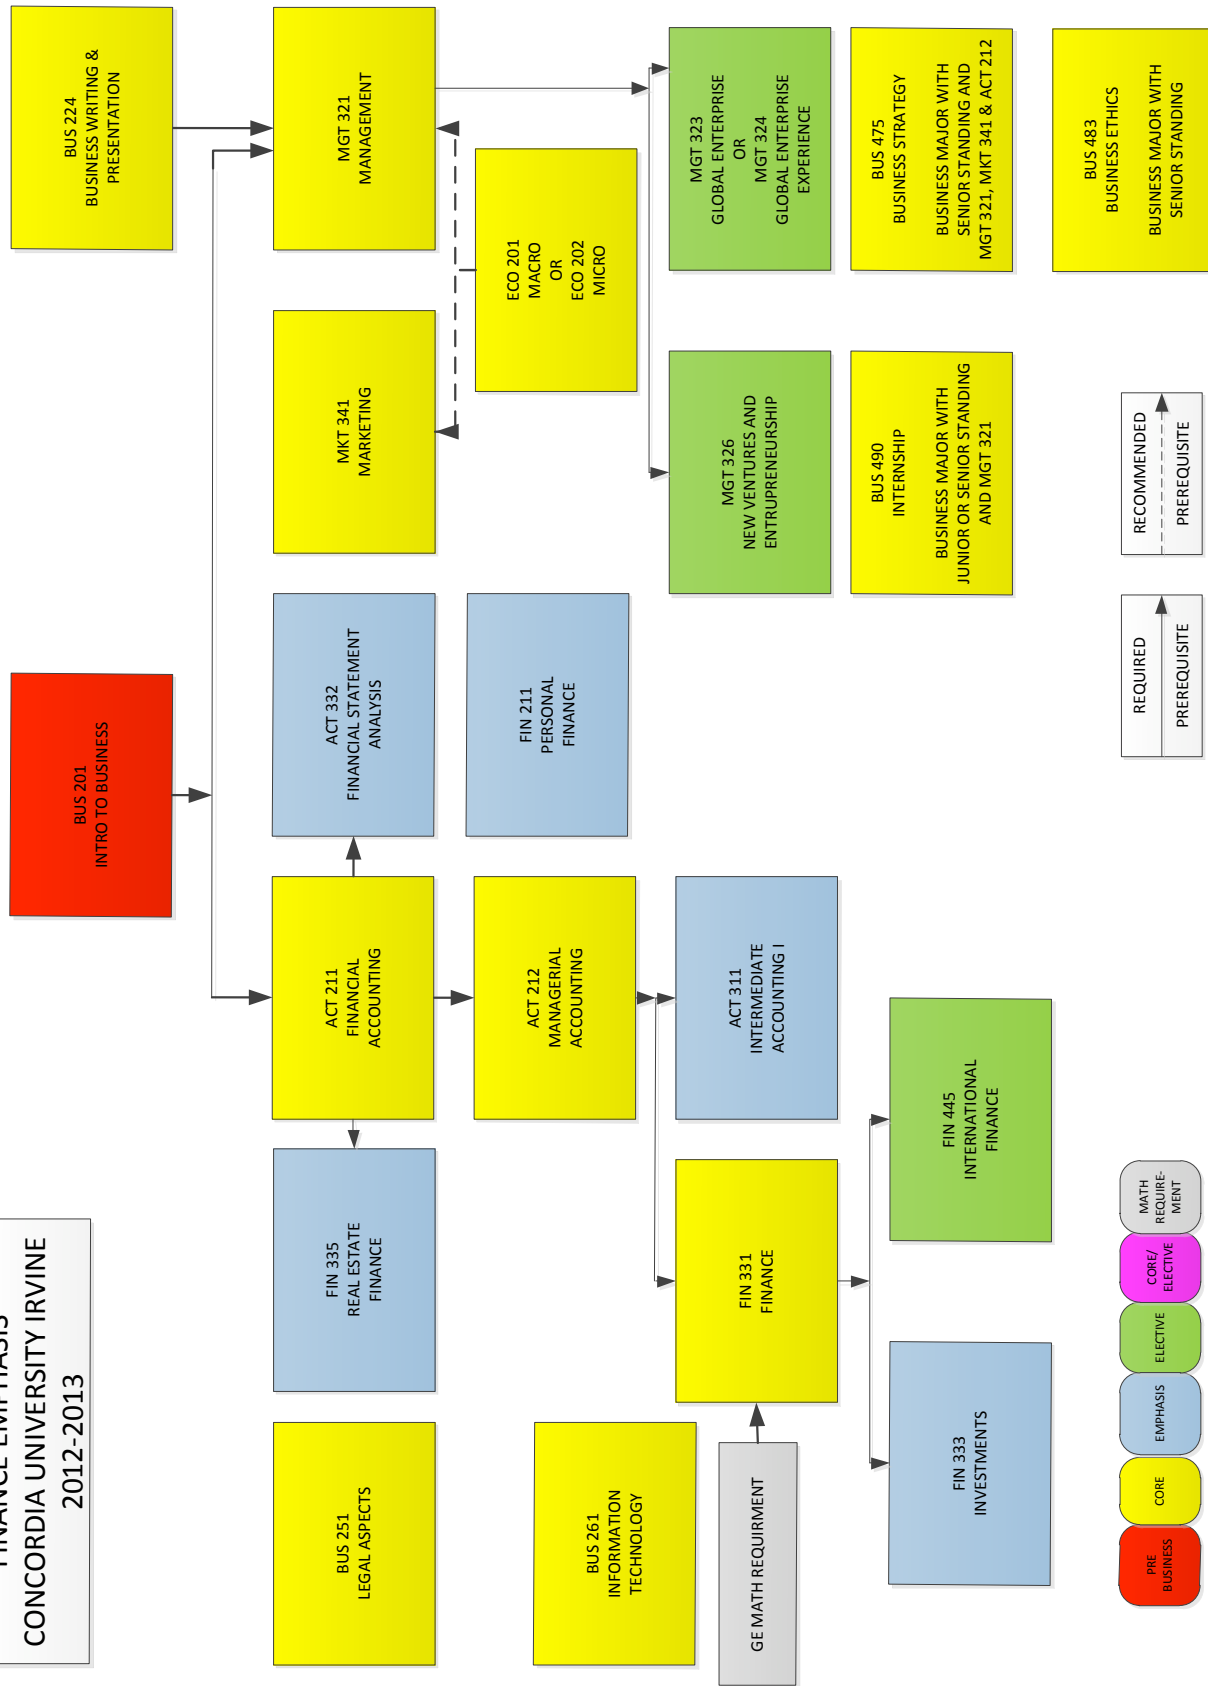 FINANCE EMPHASIS
CONCORDIA UNIVERSITY IRVINE
2012-2013
BUS 201
INTRO TO BUSINESS
BUS 224
BUSINESS WRITING &
PRESENTATION
BUS 251
LEGAL ASPECTS
FIN 335
REAL ESTATE
FINANCE
ACT 211
FINANCIAL
ACCOUNTING
ACT 332
FINANCIAL STATEMENT
ANALYSIS
MKT 341
MARKETING
MGT 321
MANAGEMENT
BUS 261
INFORMATION
TECHNOLOGY
ACT 212
MANAGERIAL
ACCOUNTING
FIN 211
PERSONAL
FINANCE
ECO 201
MACRO
OR
ECO 202
MICRO
GE MATH REQUIRMENT
FIN 331
FINANCE
ACT 311
INTERMEDIATE
ACCOUNTING I
MGT 326
NEW VENTURES AND
ENTRUPRENEURSHIP
MGT 323
GLOBAL ENTERPRISE
OR
MGT 324
GLOBAL ENTERPRISE
EXPERIENCE
FIN 333
INVESTMENTS
FIN 445
INTERNATIONAL
FINANCE
BUS 490
INTERNSHIP
BUSINESS MAJOR WITH
JUNIOR OR SENIOR STANDING
AND MGT 321
BUS 475
BUSINESS STRATEGY
BUSINESS MAJOR WITH
SENIOR STANDING AND
MGT 321, MKT 341 & ACT 212
BUS 483
BUSINESS ETHICS
BUSINESS MAJOR WITH
SENIOR STANDING
PRE
BUSINESS
CORE
EMPHASIS
ELECTIVE
CORE/
ELECTIVE
MATH
REQUIRE-
MENT
REQUIRED
PREREQUISITE
RECOMMENDED
PREREQUISITE